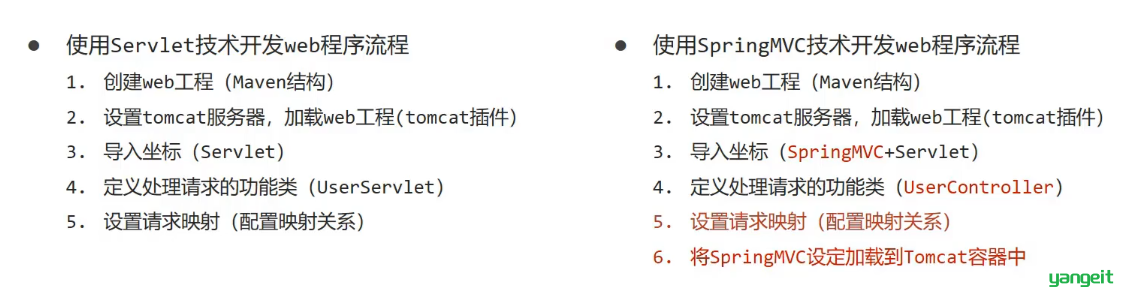 ● 使用Servlet技术开发web程序流程
1. 创建web工程（Maven结构）
2. 设置tomcat服务器，加载web工程(tomcat插件）
3. 导入坐标（Servlet）
4. 定义处理请求的功能类（UserServlet）
5. 设置请求映射（配置映射关系）
● 使用SpringMVC技术开发web程序流程
1. 创建web工程（Maven结构）
2. 设置tomcat服务器，加载web工程(tomcat插件）
3. 导入坐标（SpringMVC+Servlet）
4. 定义处理请求的功能类（UserController）
5. 设置请求映射（配置映射关系）
6. 将SpringMVC设定加载到Tomcat容器中
yangeit